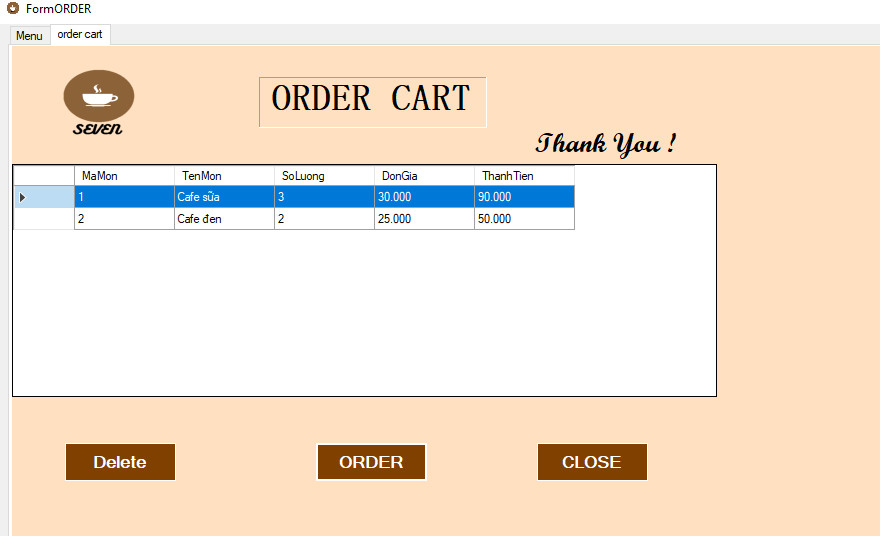 FormORDER
Menu order cart
SEVEN
ORDER CART
Thank You !
MaMon TenMon SoLuong DonGia ThanhTien
1 Cafe sữa 3 30.000 90.000
2 Cafe đen 2 25.000 50.000
Delete ORDER CLOSE